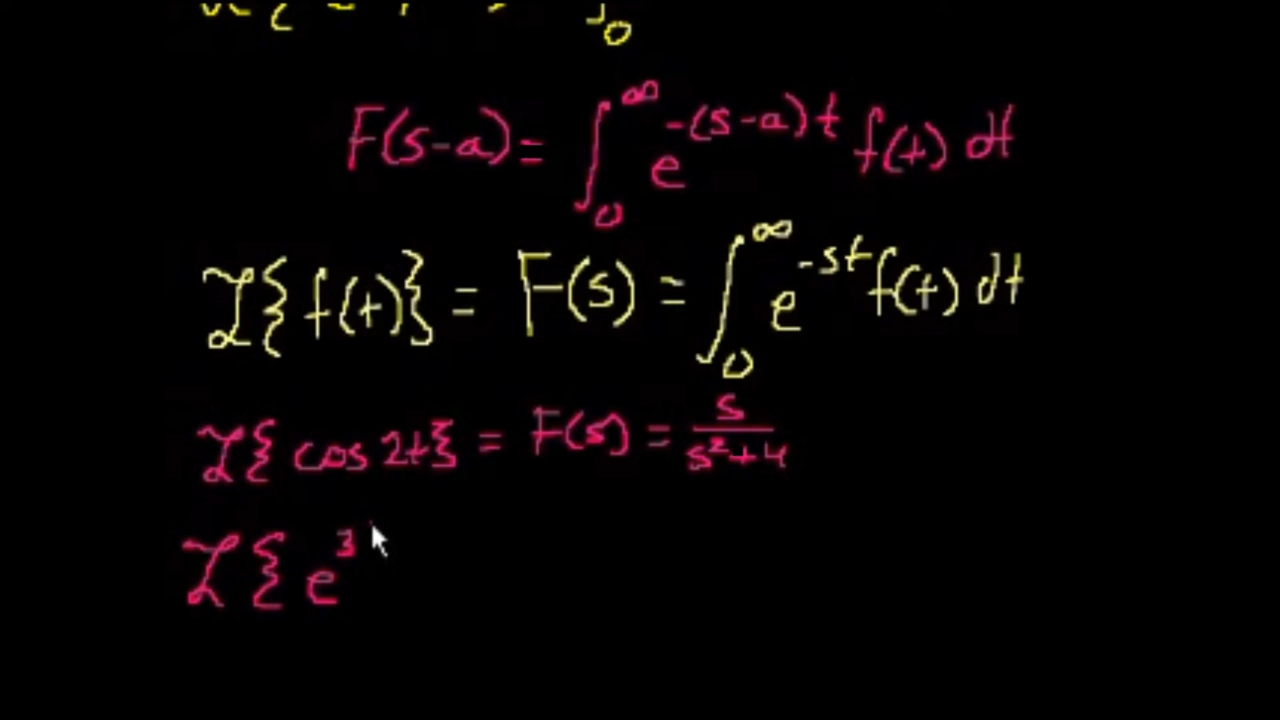 F(s-a) = ∫₀^∞ e^{-(s-a)t} f(t) dt
ℒ{f(t)} = F(s) = ∫₀^∞ e^{-st} f(t) dt
ℒ{cos 2t} = F(s) = s/(s²+4)
ℒ{e³